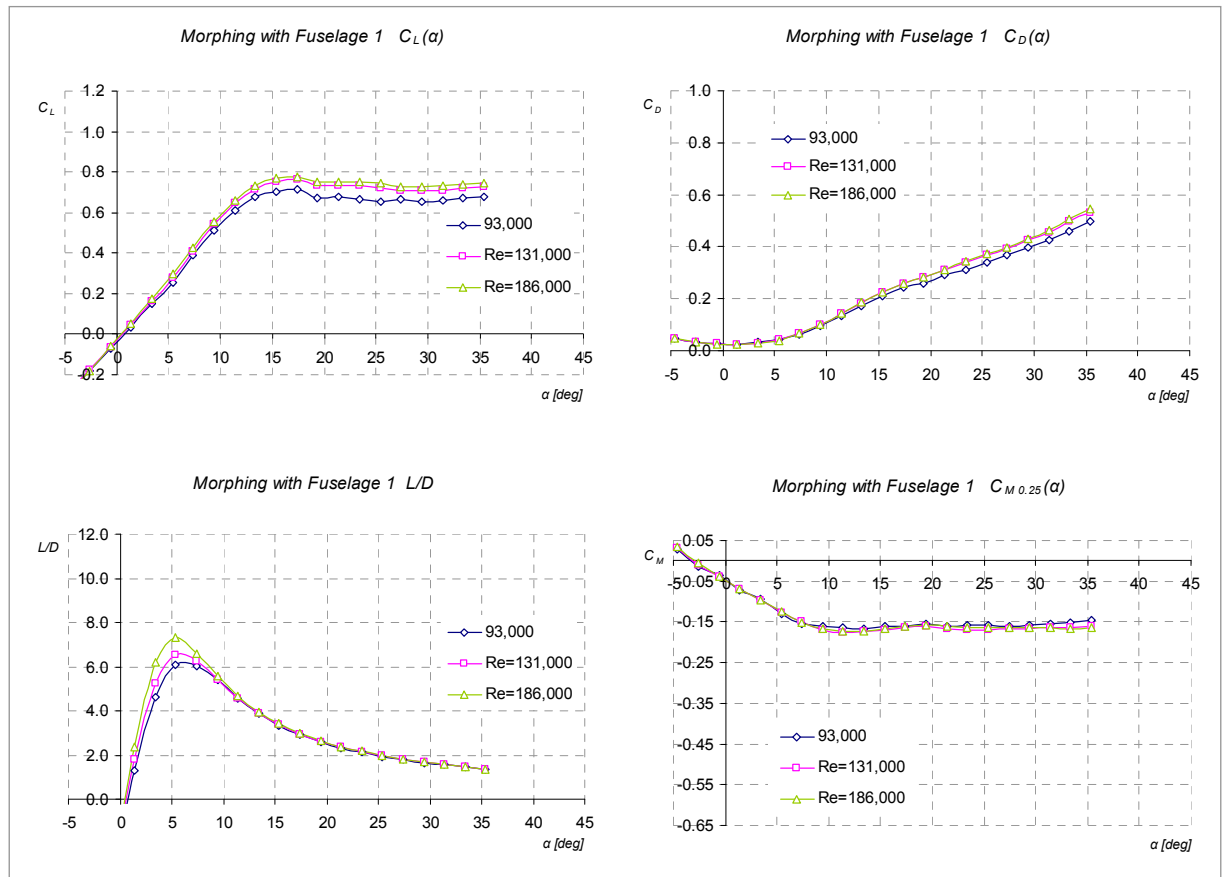 Morphing with Fuselage 1 C L (α)
C L
1.2
1.0
0.8
0.6
0.4
0.2
0.0
-0.2
-5 0 5 10 15 20 25 30 35 40 45
α [deg]
93,000
Re=131,000
Re=186,000
Morphing with Fuselage 1 C D (α)
C D
1.0
0.8
0.6
0.4
0.2
0.0
-5 0 5 10 15 20 25 30 35 40 45
α [deg]
93,000
Re=131,000
Re=186,000
Morphing with Fuselage 1 L/D
L/D
12.0
10.0
8.0
6.0
4.0
2.0
0.0
-5 0 5 10 15 20 25 30 35 40 45
α [deg]
93,000
Re=131,000
Re=186,000
Morphing with Fuselage 1 C M 0.25 (α)
C M
0.05
-0.05
-0.15
-0.25
-0.35
-0.45
-0.55
-0.65
-5 0 5 10 15 20 25 30 35 40 45
α [deg]
93,000
Re=131,000
Re=186,000